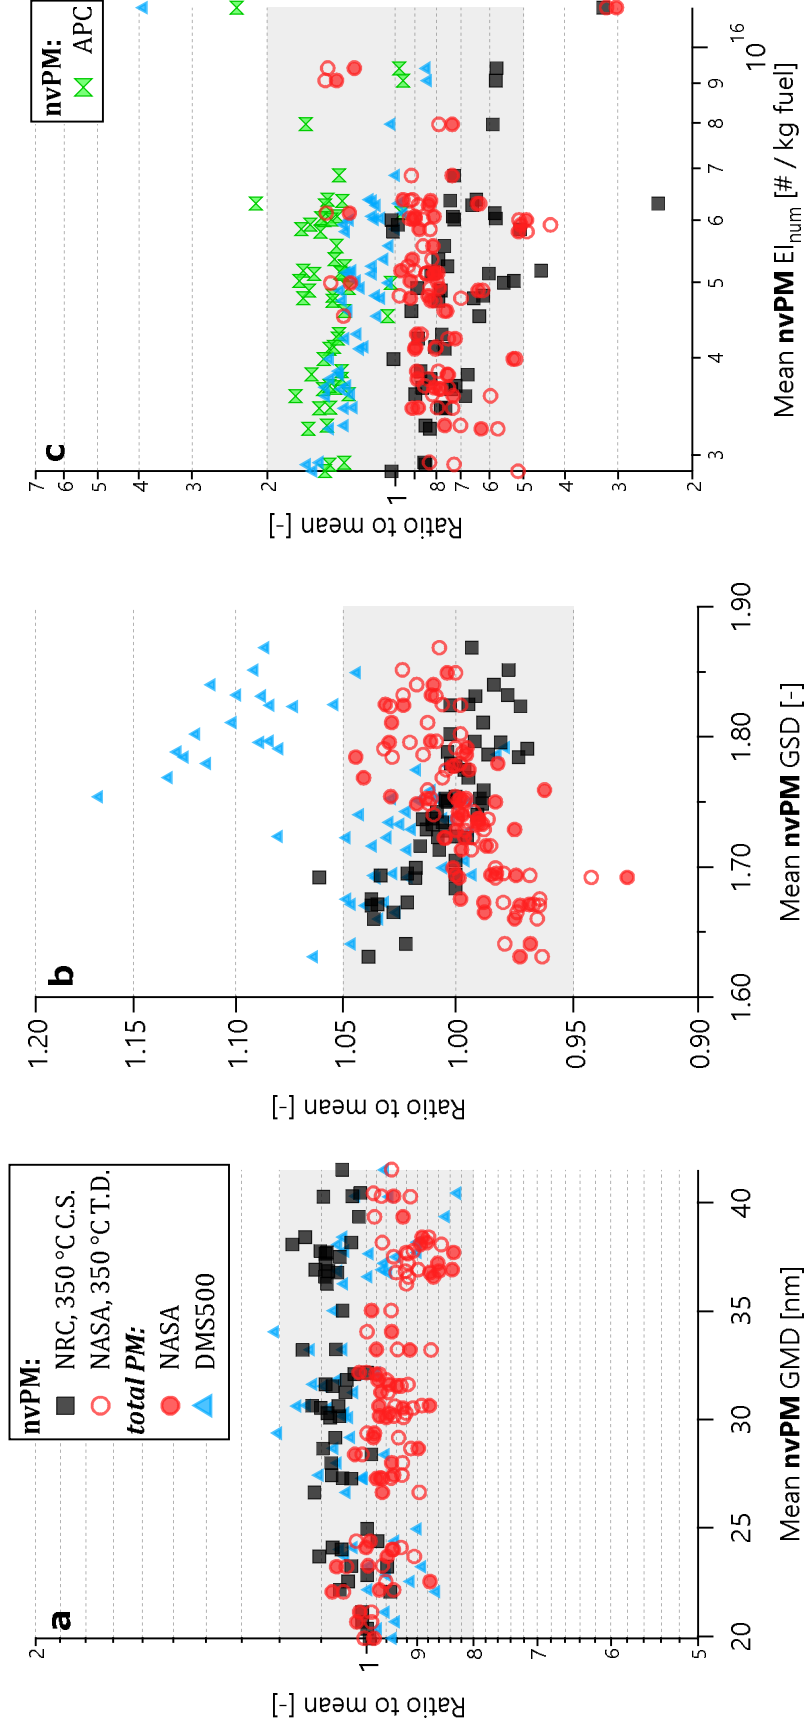 a
nvPM:
NRC, 350 °C C.S.
NASA, 350 °C T.D.
total PM:
NASA
DMS500
Ratio to mean [-]
2
1
9
8
7
6
5
20
25
30
35
40
Mean nvPM GMD [nm]
b
Ratio to mean [-]
1.20
1.15
1.10
1.05
1.00
0.95
0.90
1.60
1.70
1.80
1.90
Mean nvPM GSD [-]
c
nvPM:
APC
Ratio to mean [-]
7
6
5
4
3
2
1
8
7
6
5
4
3
2
3
4
5
6
7
8
9
10 16
Mean nvPM EInum [# / kg fuel]